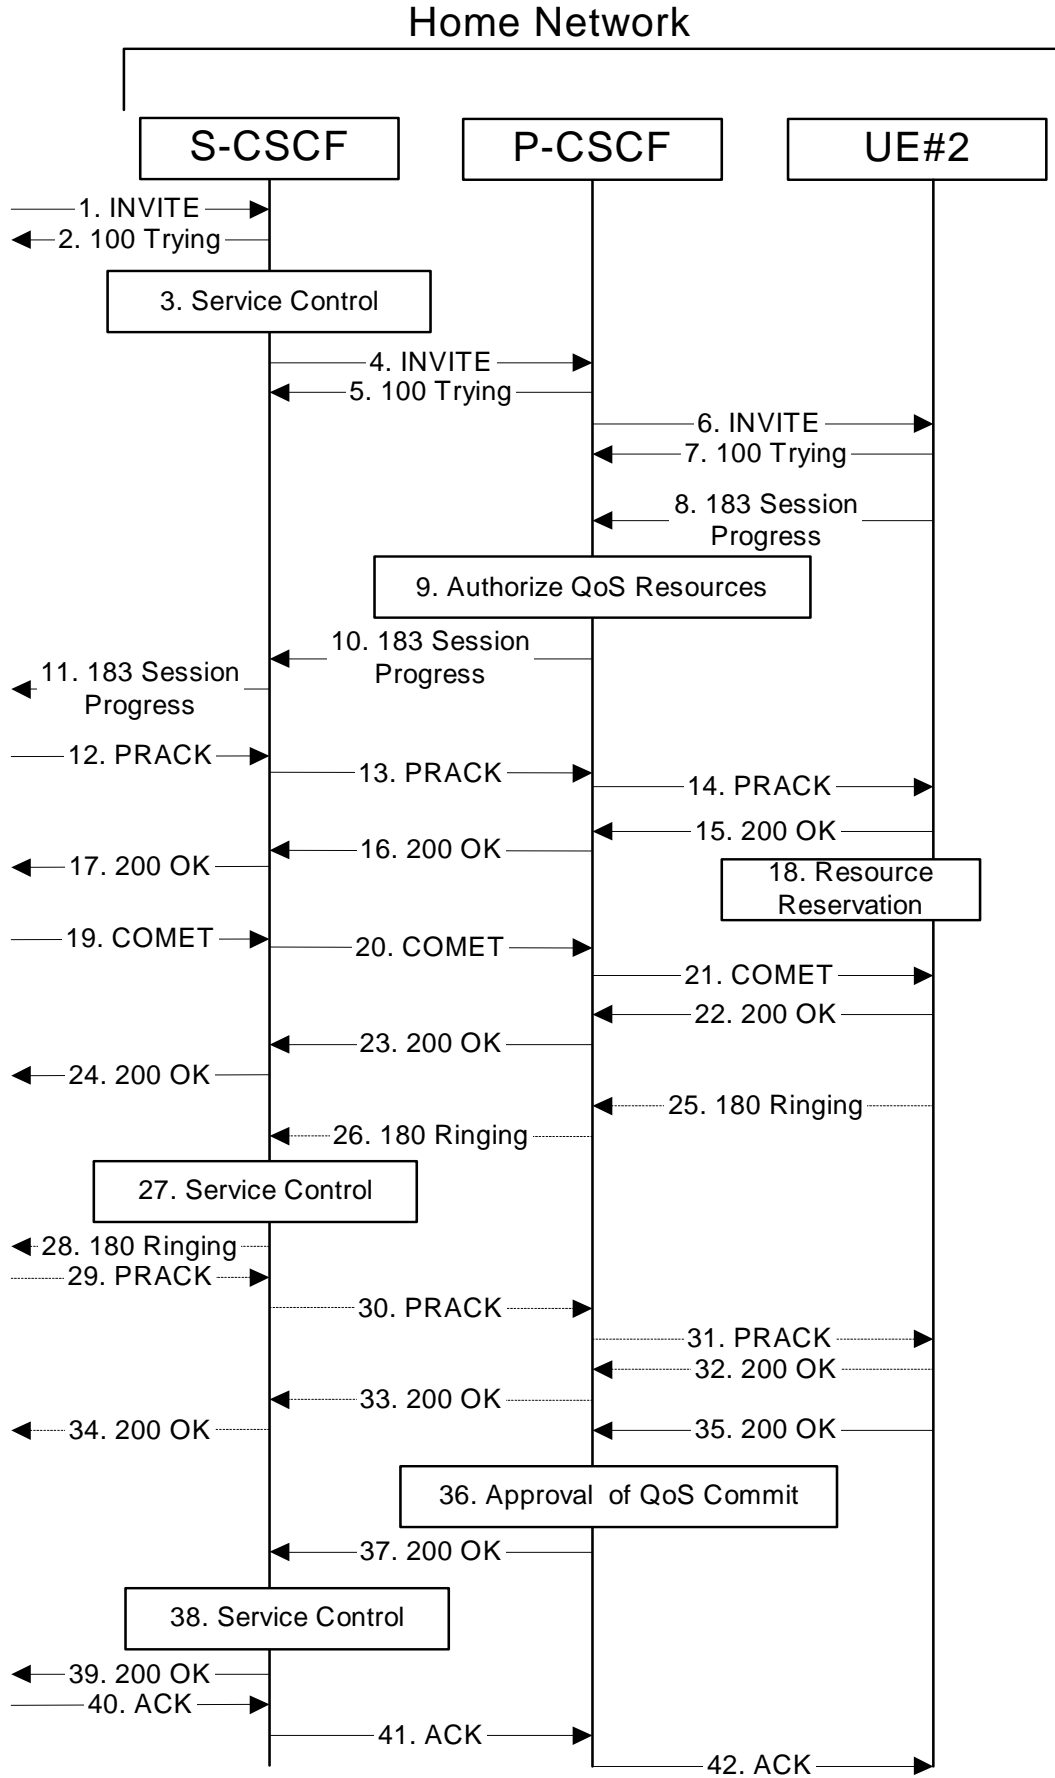 Home Network
S-CSCF
P-CSCF
UE#2
1. INVITE
2. 100 Trying
3. Service Control
4. INVITE
5. 100 Trying
6. INVITE
7. 100 Trying
8. 183 Session
Progress
9. Authorize QoS Resources
10. 183 Session
Progress
11. 183 Session
Progress
12. PRACK
13. PRACK
14. PRACK
15. 200 OK
16. 200 OK
17. 200 OK
18. Resource
Reservation
19. COMET
20. COMET
21. COMET
22. 200 OK
23. 200 OK
24. 200 OK
25. 180 Ringing
26. 180 Ringing
27. Service Control
28. 180 Ringing
29. PRACK
30. PRACK
31. PRACK
32. 200 OK
33. 200 OK
34. 200 OK
35. 200 OK
36. Approval of QoS Commit
37. 200 OK
38. Service Control
39. 200 OK
40. ACK
41. ACK
42. ACK